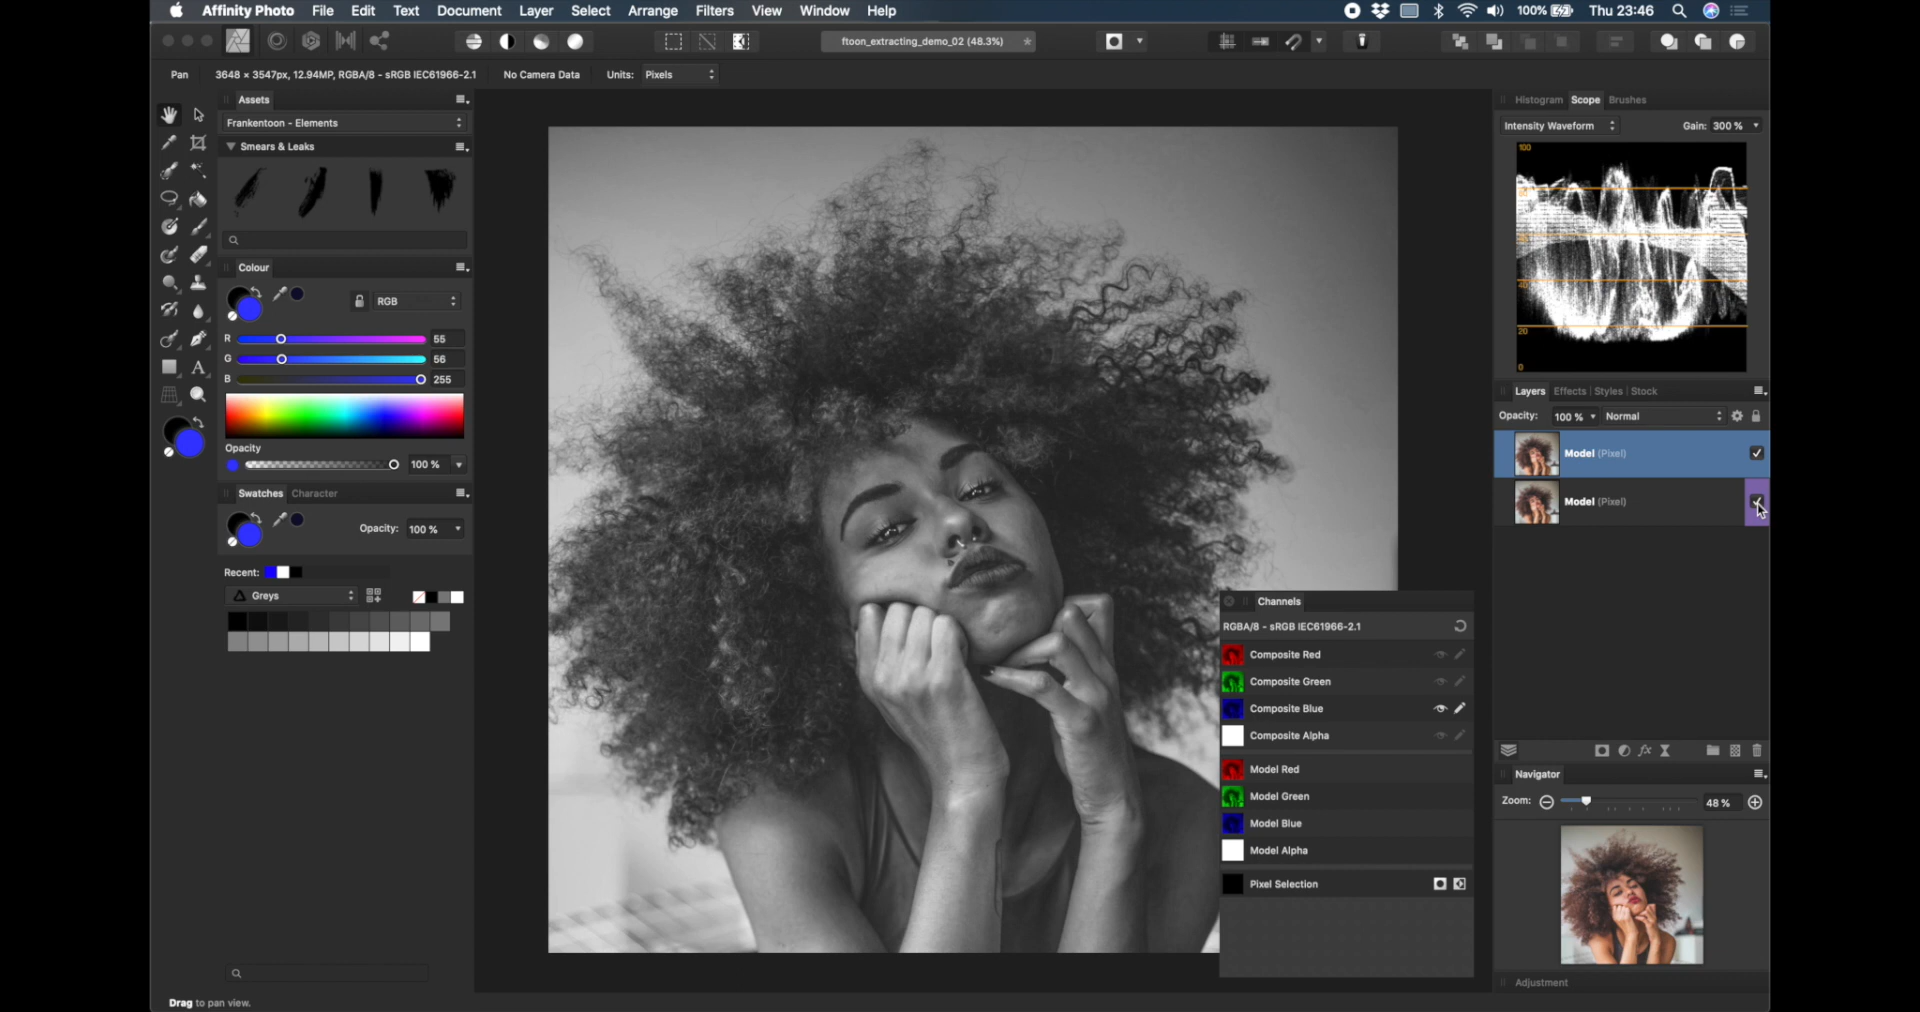 Affinity Photo File Edit Text Document Layer Select Arrange Filters View Window Help 100% Thu 23:46
ftoon_extracting_demo_02 (48.3%)
Pan 3648 × 3547px, 12.94MP, RGBA/8 - sRGB IEC61966-2.1 No Camera Data Units: Pixels
Assets
Frankentoon - Elements
Smears & Leaks
Colour
RGB
R 55
G 56
B 255
Opacity
100 %
Swatches Character
Opacity: 100 %
Recent:
Greys
Drag to pan view.
Channels
RGBA/8 - sRGB IEC61966-2.1
Composite Red
Composite Green
Composite Blue
Composite Alpha
Model Red
Model Green
Model Blue
Model Alpha
Pixel Selection
Histogram Scope Brushes
Intensity Waveform Gain: 300 %
100
40
20
0
Layers Effects Styles Stock
Opacity: 100 % Normal
Model (Pixel)
Model (Pixel)
Navigator
Zoom: 48 %
Adjustment